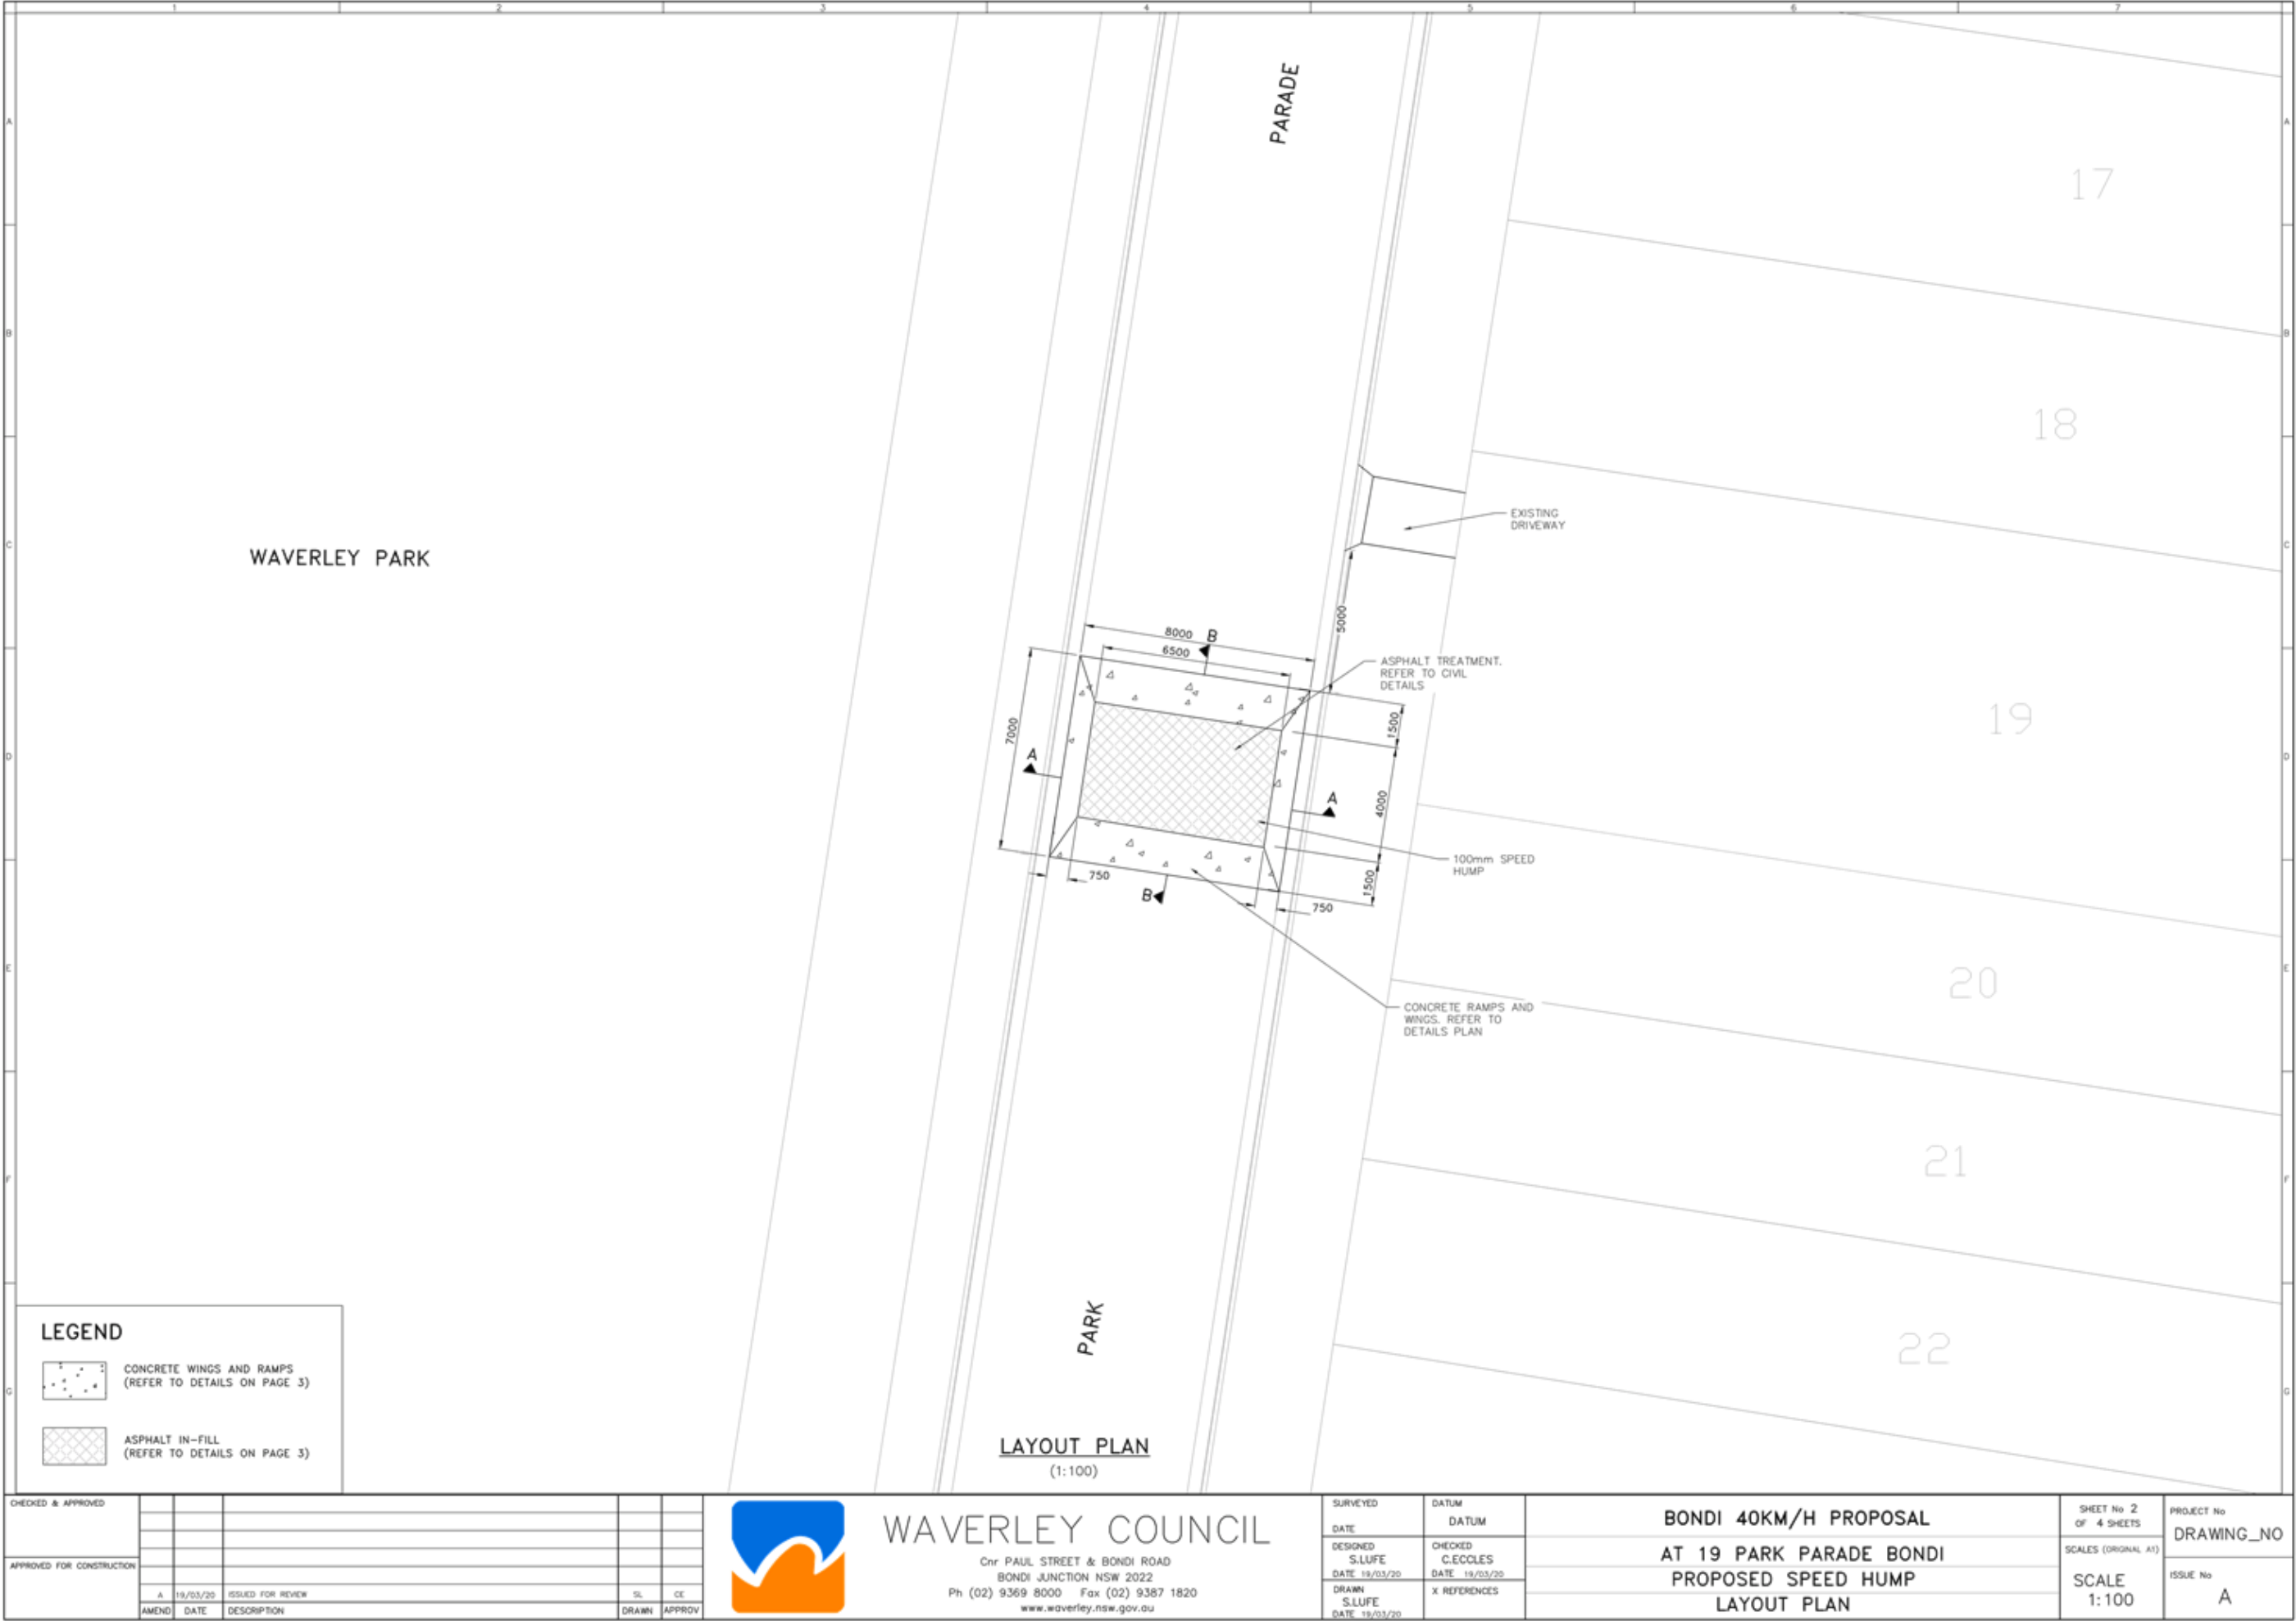 1 2 3 4 5 6 7
A
B
C
D
E
F
G
A
B
C
D
E
F
G
PARADE
17
18
19
20
21
22
WAVERLEY PARK
EXISTING
DRIVEWAY
5000
8000
B
6500
ASPHALT TREATMENT.
REFER TO CIVIL
DETAILS
7000
A
1500
4000
A
1500
100mm SPEED
HUMP
750
B
750
CONCRETE RAMPS AND
WINGS. REFER TO
DETAILS PLAN
PARK
LAYOUT PLAN
(1:100)
LEGEND
CONCRETE WINGS AND RAMPS
(REFER TO DETAILS ON PAGE 3)
ASPHALT IN-FILL
(REFER TO DETAILS ON PAGE 3)
CHECKED & APPROVED
APPROVED FOR CONSTRUCTION
A 19/03/20 ISSUED FOR REVIEW SL CE
AMEND DATE DESCRIPTION DRAWN APPROV
WAVERLEY COUNCIL
Cnr PAUL STREET & BONDI ROAD
BONDI JUNCTION NSW 2022
Ph (02) 9369 8000 Fax (02) 9387 1820
www.waverley.nsw.gov.au
SURVEYED
DATE
DATUM
DATUM
DESIGNED
S.LUFE
DATE 19/03/20
CHECKED
C.ECCLES
DATE 19/03/20
DRAWN
S.LUFE
DATE 19/03/20
X REFERENCES
BONDI 40KM/H PROPOSAL
AT 19 PARK PARADE BONDI
PROPOSED SPEED HUMP
LAYOUT PLAN
SHEET No 2
OF 4 SHEETS
SCALES (ORIGINAL A1)
SCALE
1:100
PROJECT No
DRAWING_NO
ISSUE No
A